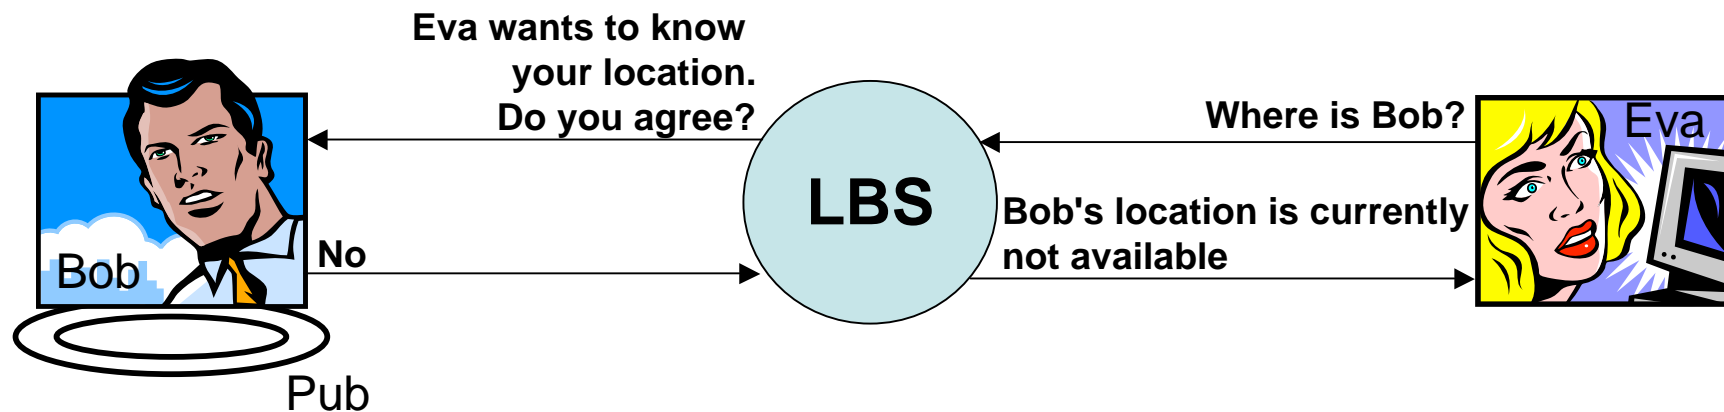 Eva wants to know
your location.
Do you agree?
Where is Bob?
Eva
LBS
Bob's location is currently
not available
No
Bob
Pub